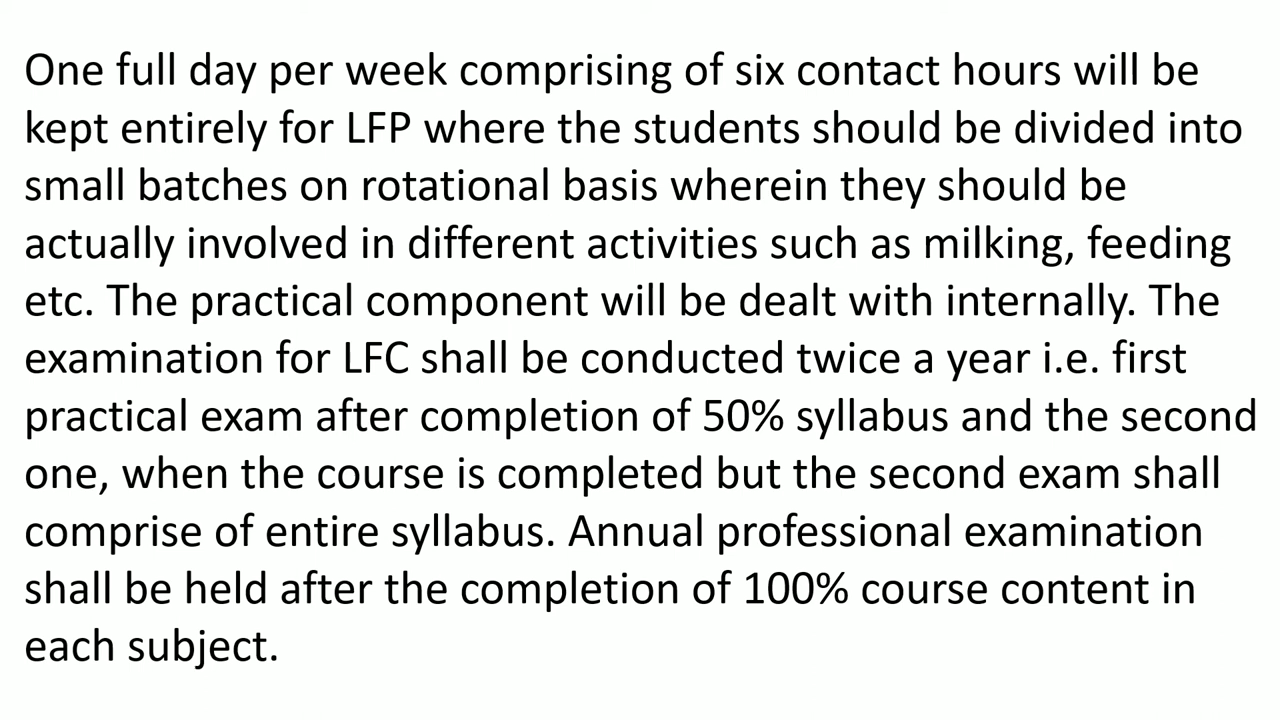 One full day per week comprising of six contact hours will be
kept entirely for LFP where the students should be divided into
small batches on rotational basis wherein they should be
actually involved in different activities such as milking, feeding
etc. The practical component will be dealt with internally. The
examination for LFC shall be conducted twice a year i.e. first
practical exam after completion of 50% syllabus and the second
one, when the course is completed but the second exam shall
comprise of entire syllabus. Annual professional examination
shall be held after the completion of 100% course content in
each subject.